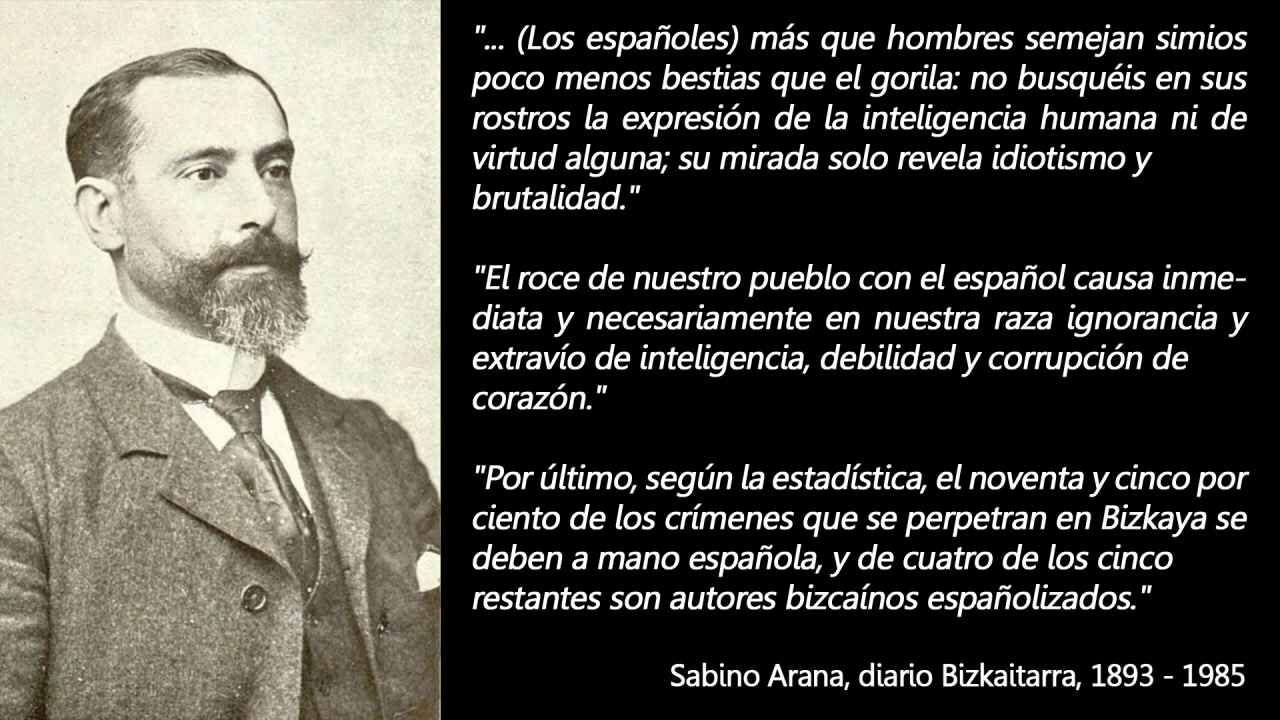 "... (Los españoles) más que hombres semejan simios
poco menos bestias que el gorila: no busquéis en sus
rostros la expresión de la inteligencia humana ni de
virtud alguna; su mirada solo revela idiotismo y
brutalidad."
"El roce de nuestro pueblo con el español causa inme-
diata y necesariamente en nuestra raza ignorancia y
extravío de inteligencia, debilidad y corrupción de
corazón."
"Por último, según la estadística, el noventa y cinco por
ciento de los crímenes que se perpetran en Bizkaya se
deben a mano española, y de cuatro de los cinco
restantes son autores bizcaínos españolizados."
Sabino Arana, diario Bizkaitarra, 1893 - 1985